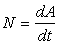 N = dA/dt